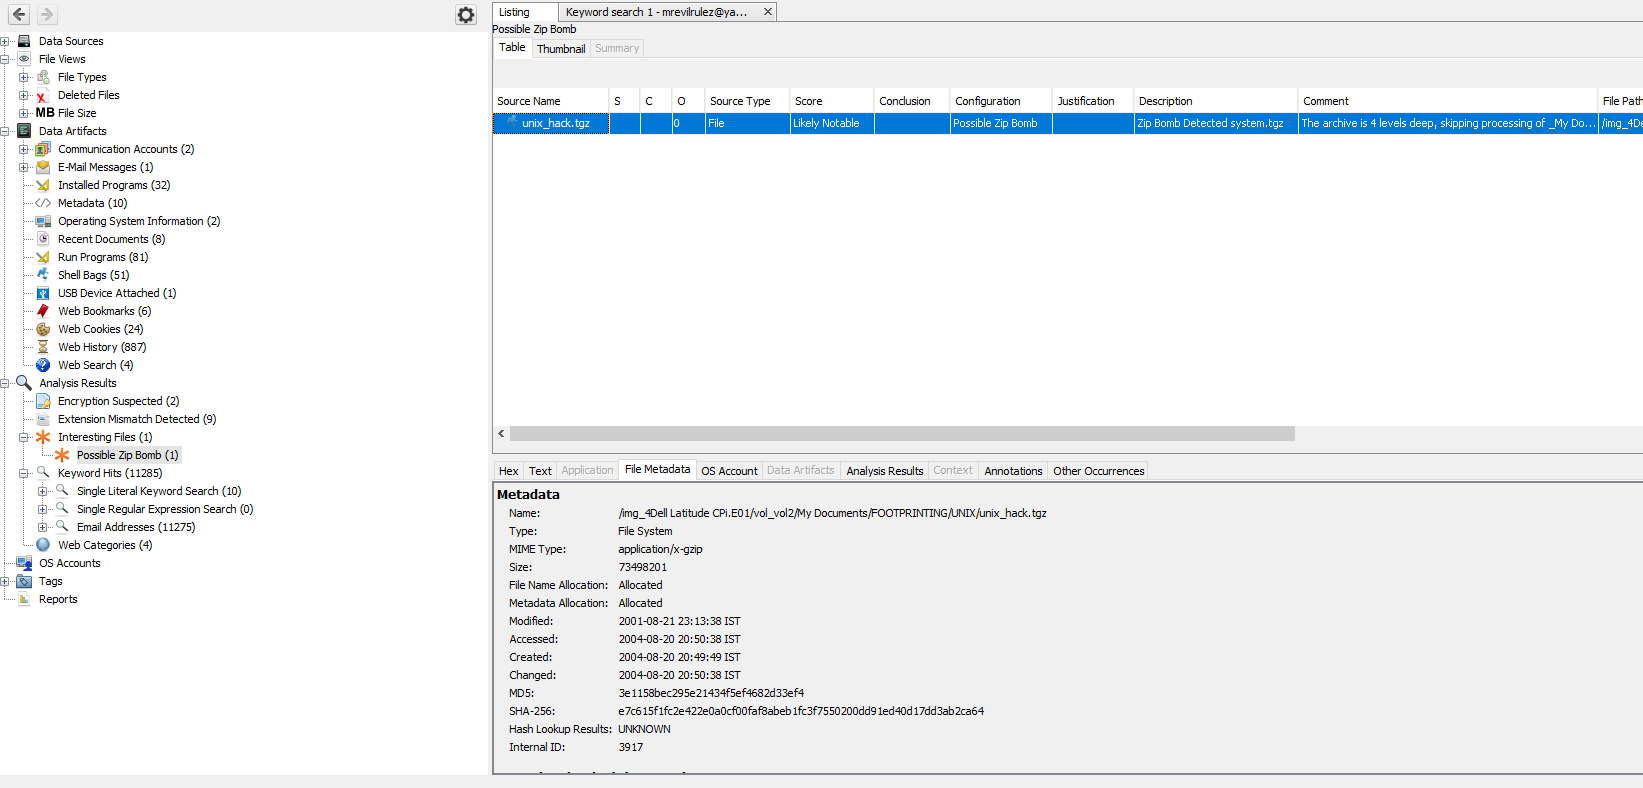 Listing
Keyword search 1 - mrevilrulez@ya... ×
Possible Zip Bomb
Table Thumbnail Summary
Source Name S C O Source Type Score Conclusion Configuration Justification Description Comment File Path
unix_hack.tgz 0 File Likely Notable Possible Zip Bomb Zip Bomb Detected system.tgz The archive is 4 levels deep, skipping processing of _My Do... /img_4De
Data Sources
File Views
File Types
Deleted Files
MB File Size
Data Artifacts
Communication Accounts (2)
E-Mail Messages (1)
Installed Programs (32)
Metadata (10)
Operating System Information (2)
Recent Documents (8)
Run Programs (81)
Shell Bags (51)
USB Device Attached (1)
Web Bookmarks (6)
Web Cookies (24)
Web History (887)
Web Search (4)
Analysis Results
Encryption Suspected (2)
Extension Mismatch Detected (9)
Interesting Files (1)
Possible Zip Bomb (1)
Keyword Hits (11285)
Single Literal Keyword Search (10)
Single Regular Expression Search (0)
Email Addresses (11275)
Web Categories (4)
OS Accounts
Tags
Reports
Hex Text Application File Metadata OS Account Data Artifacts Analysis Results Context Annotations Other Occurrences
Metadata
Name: /img_4Dell Latitude CPi.E01/vol_vol2/My Documents/FOOTPRINTING/UNIX/unix_hack.tgz
Type: File System
MIME Type: application/x-gzip
Size: 73498201
File Name Allocation: Allocated
Metadata Allocation: Allocated
Modified: 2001-08-21 23:13:38 IST
Accessed: 2004-08-20 20:50:38 IST
Created: 2004-08-20 20:49:49 IST
Changed: 2004-08-20 20:50:38 IST
MD5: 3e1158bec295e21434f5ef4682d33ef4
SHA-256: e7c615f1fc2e422e0a0cf00faf8abeb1fc3f7550200dd91ed40d17dd3ab2ca64
Hash Lookup Results: UNKNOWN
Internal ID: 3917